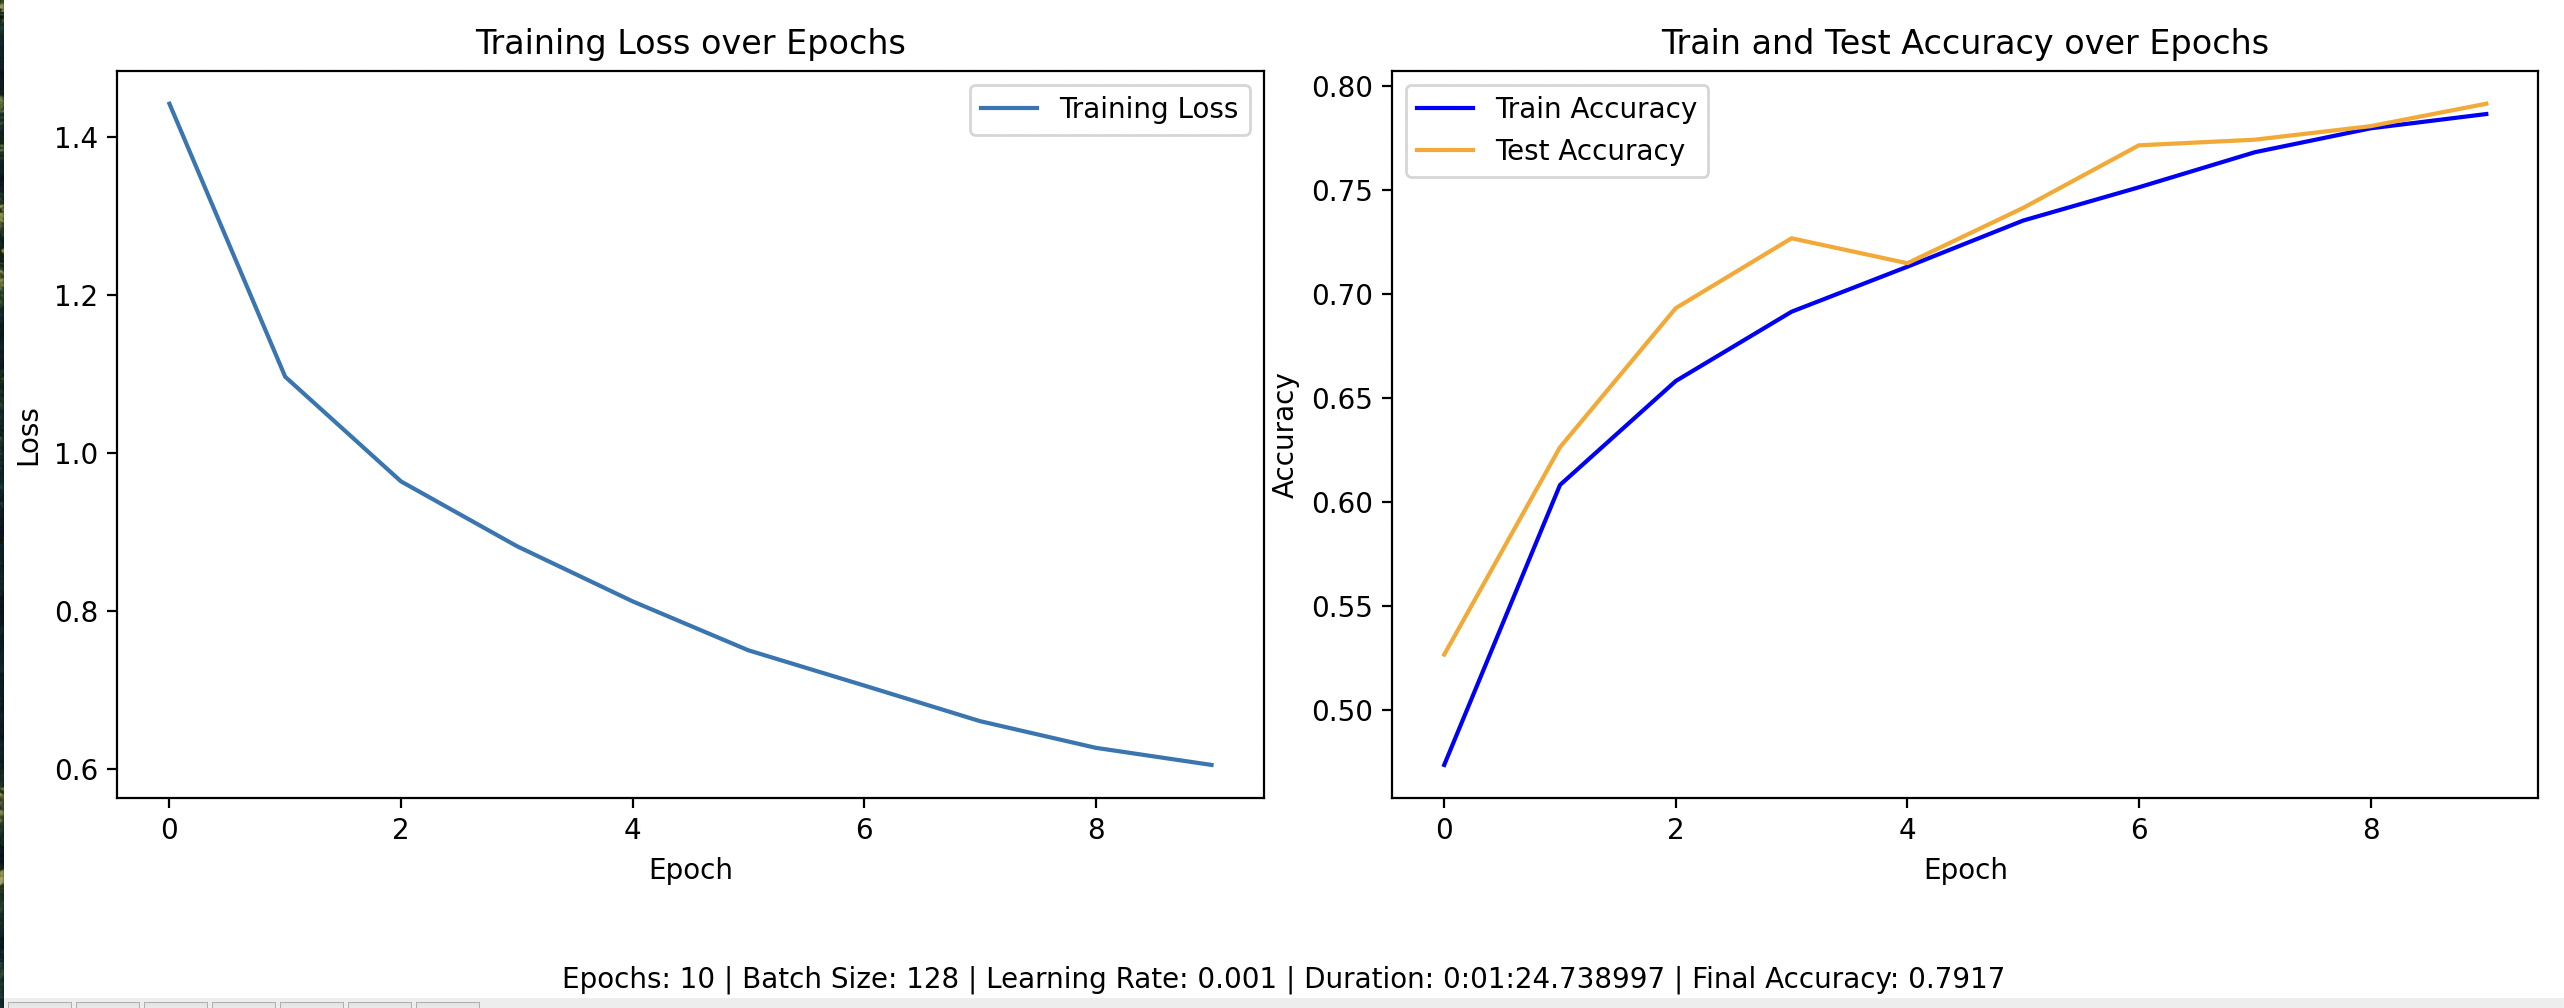 Training Loss over Epochs
Training Loss
1.4
1.2
1.0
0.8
0.6
Loss
0 2 4 6 8
Epoch
Train and Test Accuracy over Epochs
Train Accuracy
Test Accuracy
0.80
0.75
0.70
0.65
0.60
0.55
0.50
Accuracy
0 2 4 6 8
Epoch
Epochs: 10 | Batch Size: 128 | Learning Rate: 0.001 | Duration: 0:01:24.738997 | Final Accuracy: 0.7917